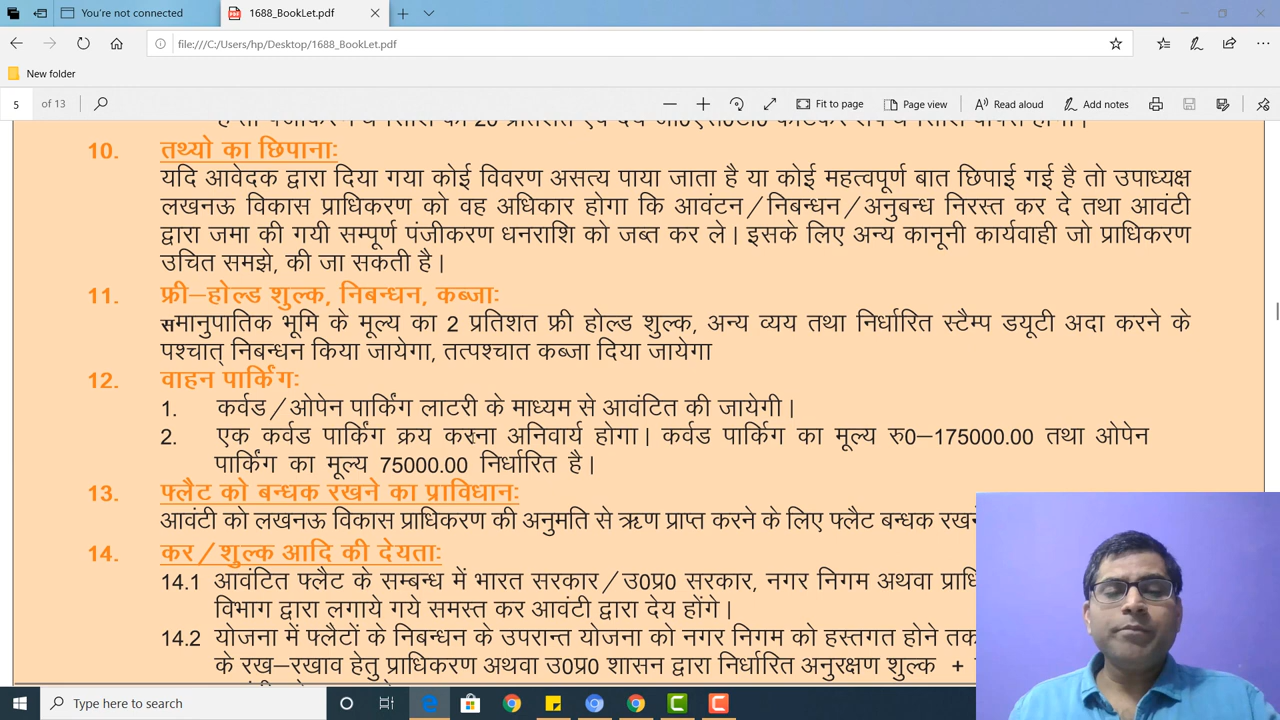 You're not connected
1688_BookLet.pdf
file:///C:/Users/hp/Desktop/1688_BookLet.pdf
New folder
5 of 13
Fit to page
Page view
Read aloud
Add notes
10. तथ्यो का छिपानाः
यदि आवेदक द्वारा दिया गया कोई विवरण असत्य पाया जाता है या कोई महत्वपूर्ण बात छिपाई गई है तो उपाध्यक्ष
लखनऊ विकास प्राधिकरण को वह अधिकार होगा कि आवंटन/निबन्धन/अनुबन्ध निरस्त कर दे तथा आवंटी
द्वारा जमा की गयी सम्पूर्ण पंजीकरण धनराशि को जब्त कर ले। इसके लिए अन्य कानूनी कार्यवाही जो प्राधिकरण
उचित समझे, की जा सकती है।
11. फ्री–होल्ड शुल्क, निबन्धन, कब्जाः
समानुपातिक भूमि के मूल्य का 2 प्रतिशत फ्री होल्ड शुल्क, अन्य व्यय तथा निर्धारित स्टैम्प डयूटी अदा करने के
पश्चात् निबन्धन किया जायेगा, तत्पश्चात कब्जा दिया जायेगा
12. वाहन पार्किंगः
1. कर्वड/ओपेन पार्किंग लाटरी के माध्यम से आवंटित की जायेगी।
2. एक कर्वड पार्किंग क्रय करना अनिवार्य होगा। कर्वड पार्किग का मूल्य रु0–175000.00 तथा ओपेन
पार्किंग का मूल्य 75000.00 निर्धारित है।
13. फ्लैट को बन्धक रखने का प्राविधानः
आवंटी को लखनऊ विकास प्राधिकरण की अनुमति से ऋण प्राप्त करने के लिए फ्लैट बन्धक रखने
14. कर/शुल्क आदि की देयताः
14.1 आवंटित फ्लैट के सम्बन्ध में भारत सरकार/उ0प्र0 सरकार, नगर निगम अथवा
विभाग द्वारा लगाये गये समस्त कर आवंटी द्वारा देय होंगे।
14.2 योजना में फ्लैटों के निबन्धन के उपरान्त योजना को नगर निगम को हस्तगत होने तक
के रख–रखाव हेतु प्राधिकरण अथवा उ0प्र0 शासन द्वारा निर्धारित अनुरक्षण शुल्क +
Type here to search